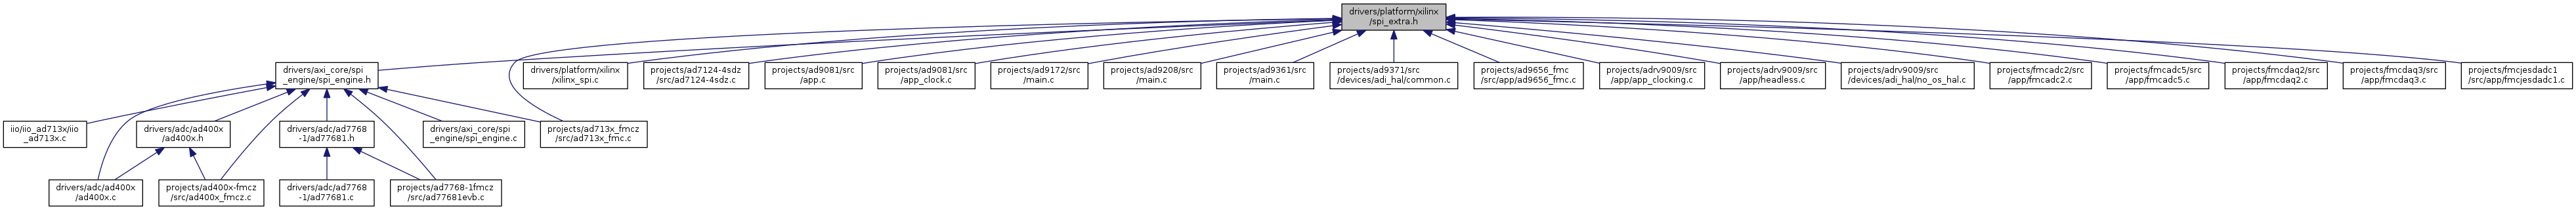 drivers/platform/xilinx
/spi_extra.h
drivers/axi_core/spi
_engine/spi_engine.h
drivers/platform/xilinx
/xilinx_spi.c
projects/ad7124-4sdz
/src/ad7124-4sdz.c
projects/ad9081/src
/app.c
projects/ad9081/src
/app_clock.c
projects/ad9172/src
/main.c
projects/ad9208/src
/main.c
projects/ad9361/src
/main.c
projects/ad9371/src
/devices/adi_hal/common.c
projects/ad9656_fmc
/src/app/ad9656_fmc.c
projects/adrv9009/src
/app/app_clocking.c
projects/adrv9009/src
/app/headless.c
projects/adrv9009/src
/devices/adi_hal/no_os_hal.c
projects/fmcadc2/src
/app/fmcadc2.c
projects/fmcadc5/src
/app/fmcadc5.c
projects/fmcdaq2/src
/app/fmcdaq2.c
projects/fmcdaq3/src
/app/fmcdaq3.c
projects/fmcjesdadc1
/src/app/fmcjesdadc1.c
iio/iio_ad713x/iio
_ad713x.c
drivers/adc/ad400x
/ad400x.h
drivers/adc/ad7768
-1/ad77681.h
drivers/axi_core/spi
_engine/spi_engine.c
projects/ad713x_fmcz
/src/ad713x_fmc.c
drivers/adc/ad400x
/ad400x.c
projects/ad400x-fmcz
/src/ad400x_fmcz.c
drivers/adc/ad7768
-1/ad77681.c
projects/ad7768-1fmcz
/src/ad77681evb.c